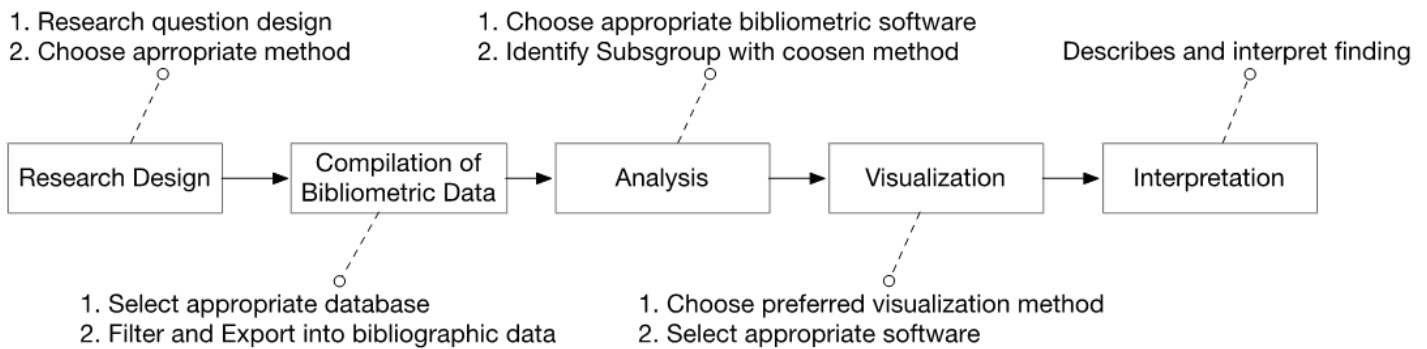 1. Research question design
2. Choose aprropriate method
1. Choose appropriate bibliometric software
2. Identify Subsgroup with coosen method
Describes and interpret finding
Research Design
Compilation of
Bibliometric Data
Analysis
Visualization
Interpretation
1. Select appropriate database
2. Filter and Export into bibliographic data
1. Choose preferred visualization method
2. Select appropriate software